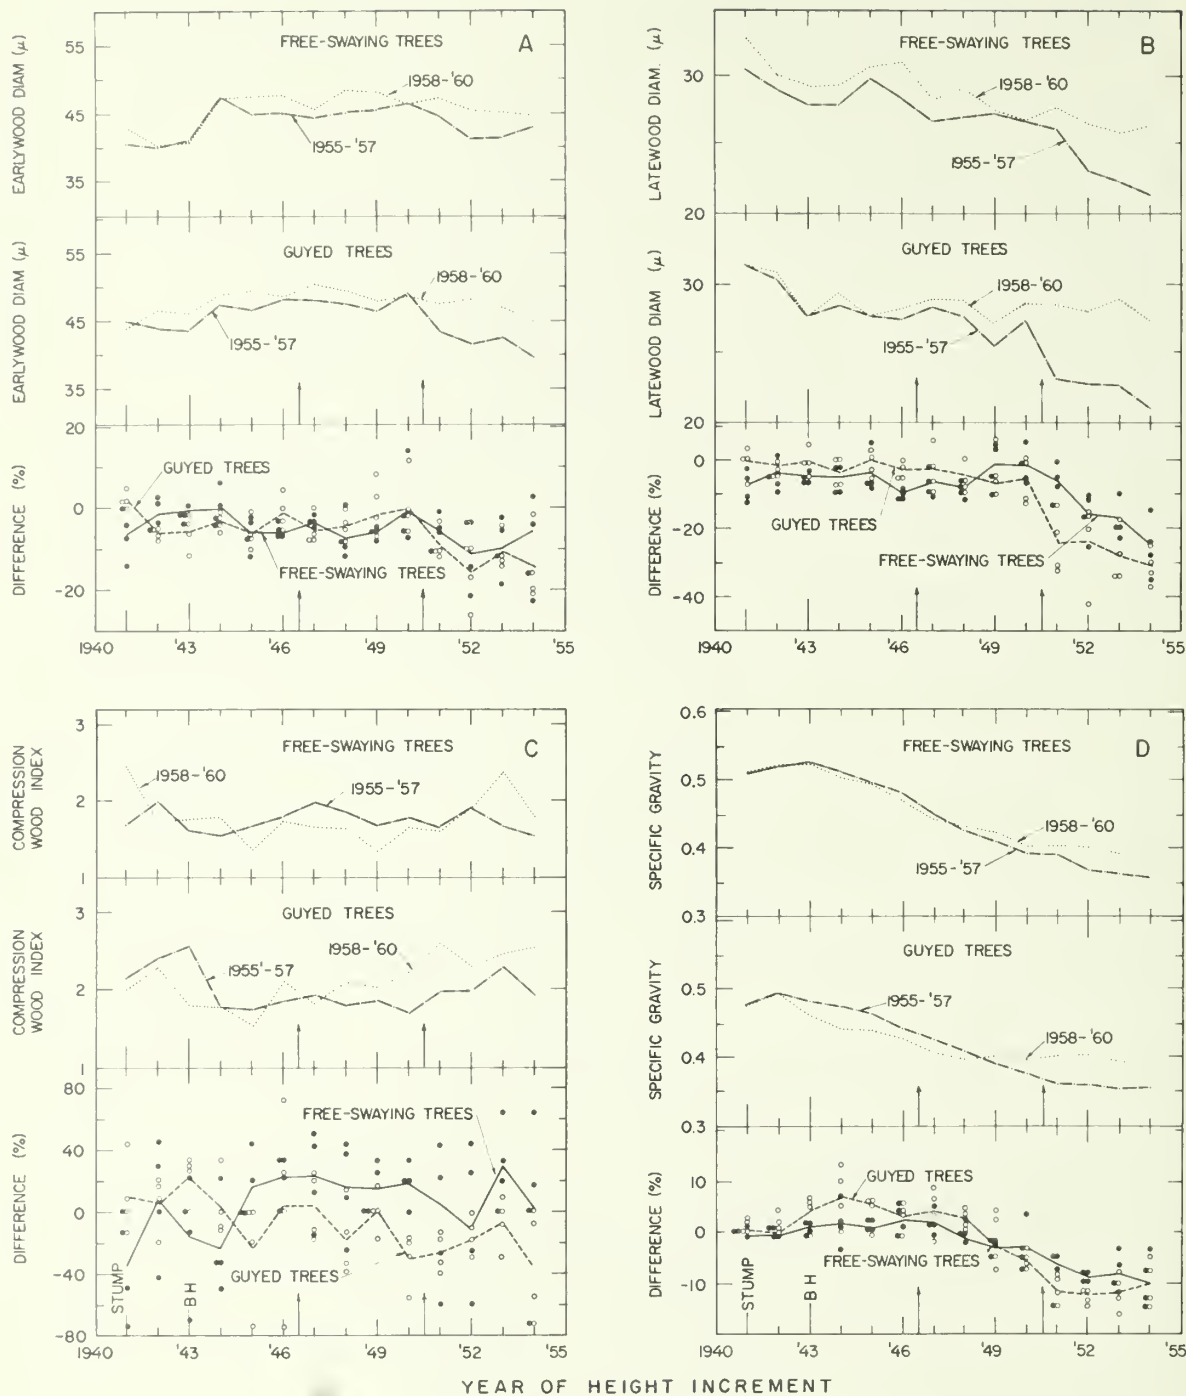 A
FREE-SWAYING TREES
EARLYWOOD DIAM (μ)
55
45
35
1958-'60
1955-'57
GUYED TREES
EARLYWOOD DIAM (μ)
55
45
35
1958-'60
1955-'57
DIFFERENCE (%)
20
0
-20
GUYED TREES
FREE-SWAYING TREES
1940 '43 '46 '49 '52 '55
B
FREE-SWAYING TREES
LATEWOOD DIAM. (μ)
30
20
1958-'60
1955-'57
GUYED TREES
LATEWOOD DIAM (μ)
30
20
1958-'60
1955-'57
DIFFERENCE (%)
0
-20
-40
GUYED TREES
FREE-SWAYING TREES
1940 '43 '46 '49 '52 '55
C
FREE-SWAYING TREES
COMPRESSION
WOOD INDEX
3
2
1
1958-'60
1955-'57
GUYED TREES
COMPRESSION
WOOD INDEX
3
2
1
1958-'60
1955'-57
DIFFERENCE (%)
80
40
0
-40
-80
FREE-SWAYING TREES
GUYED TREES
STUMP
BH
1940 '43 '46 '49 '52 '55
D
FREE-SWAYING TREES
SPECIFIC GRAVITY
0.6
0.5
0.4
0.3
1958-'60
1955-'57
GUYED TREES
SPECIFIC GRAVITY
0.5
0.4
0.3
1955-'57
1958-'60
DIFFERENCE (%)
10
0
-10
GUYED TREES
FREE-SWAYING TREES
STUMP
BH
1940 '43 '46 '49 '52 '55
YEAR OF HEIGHT INCREMENT